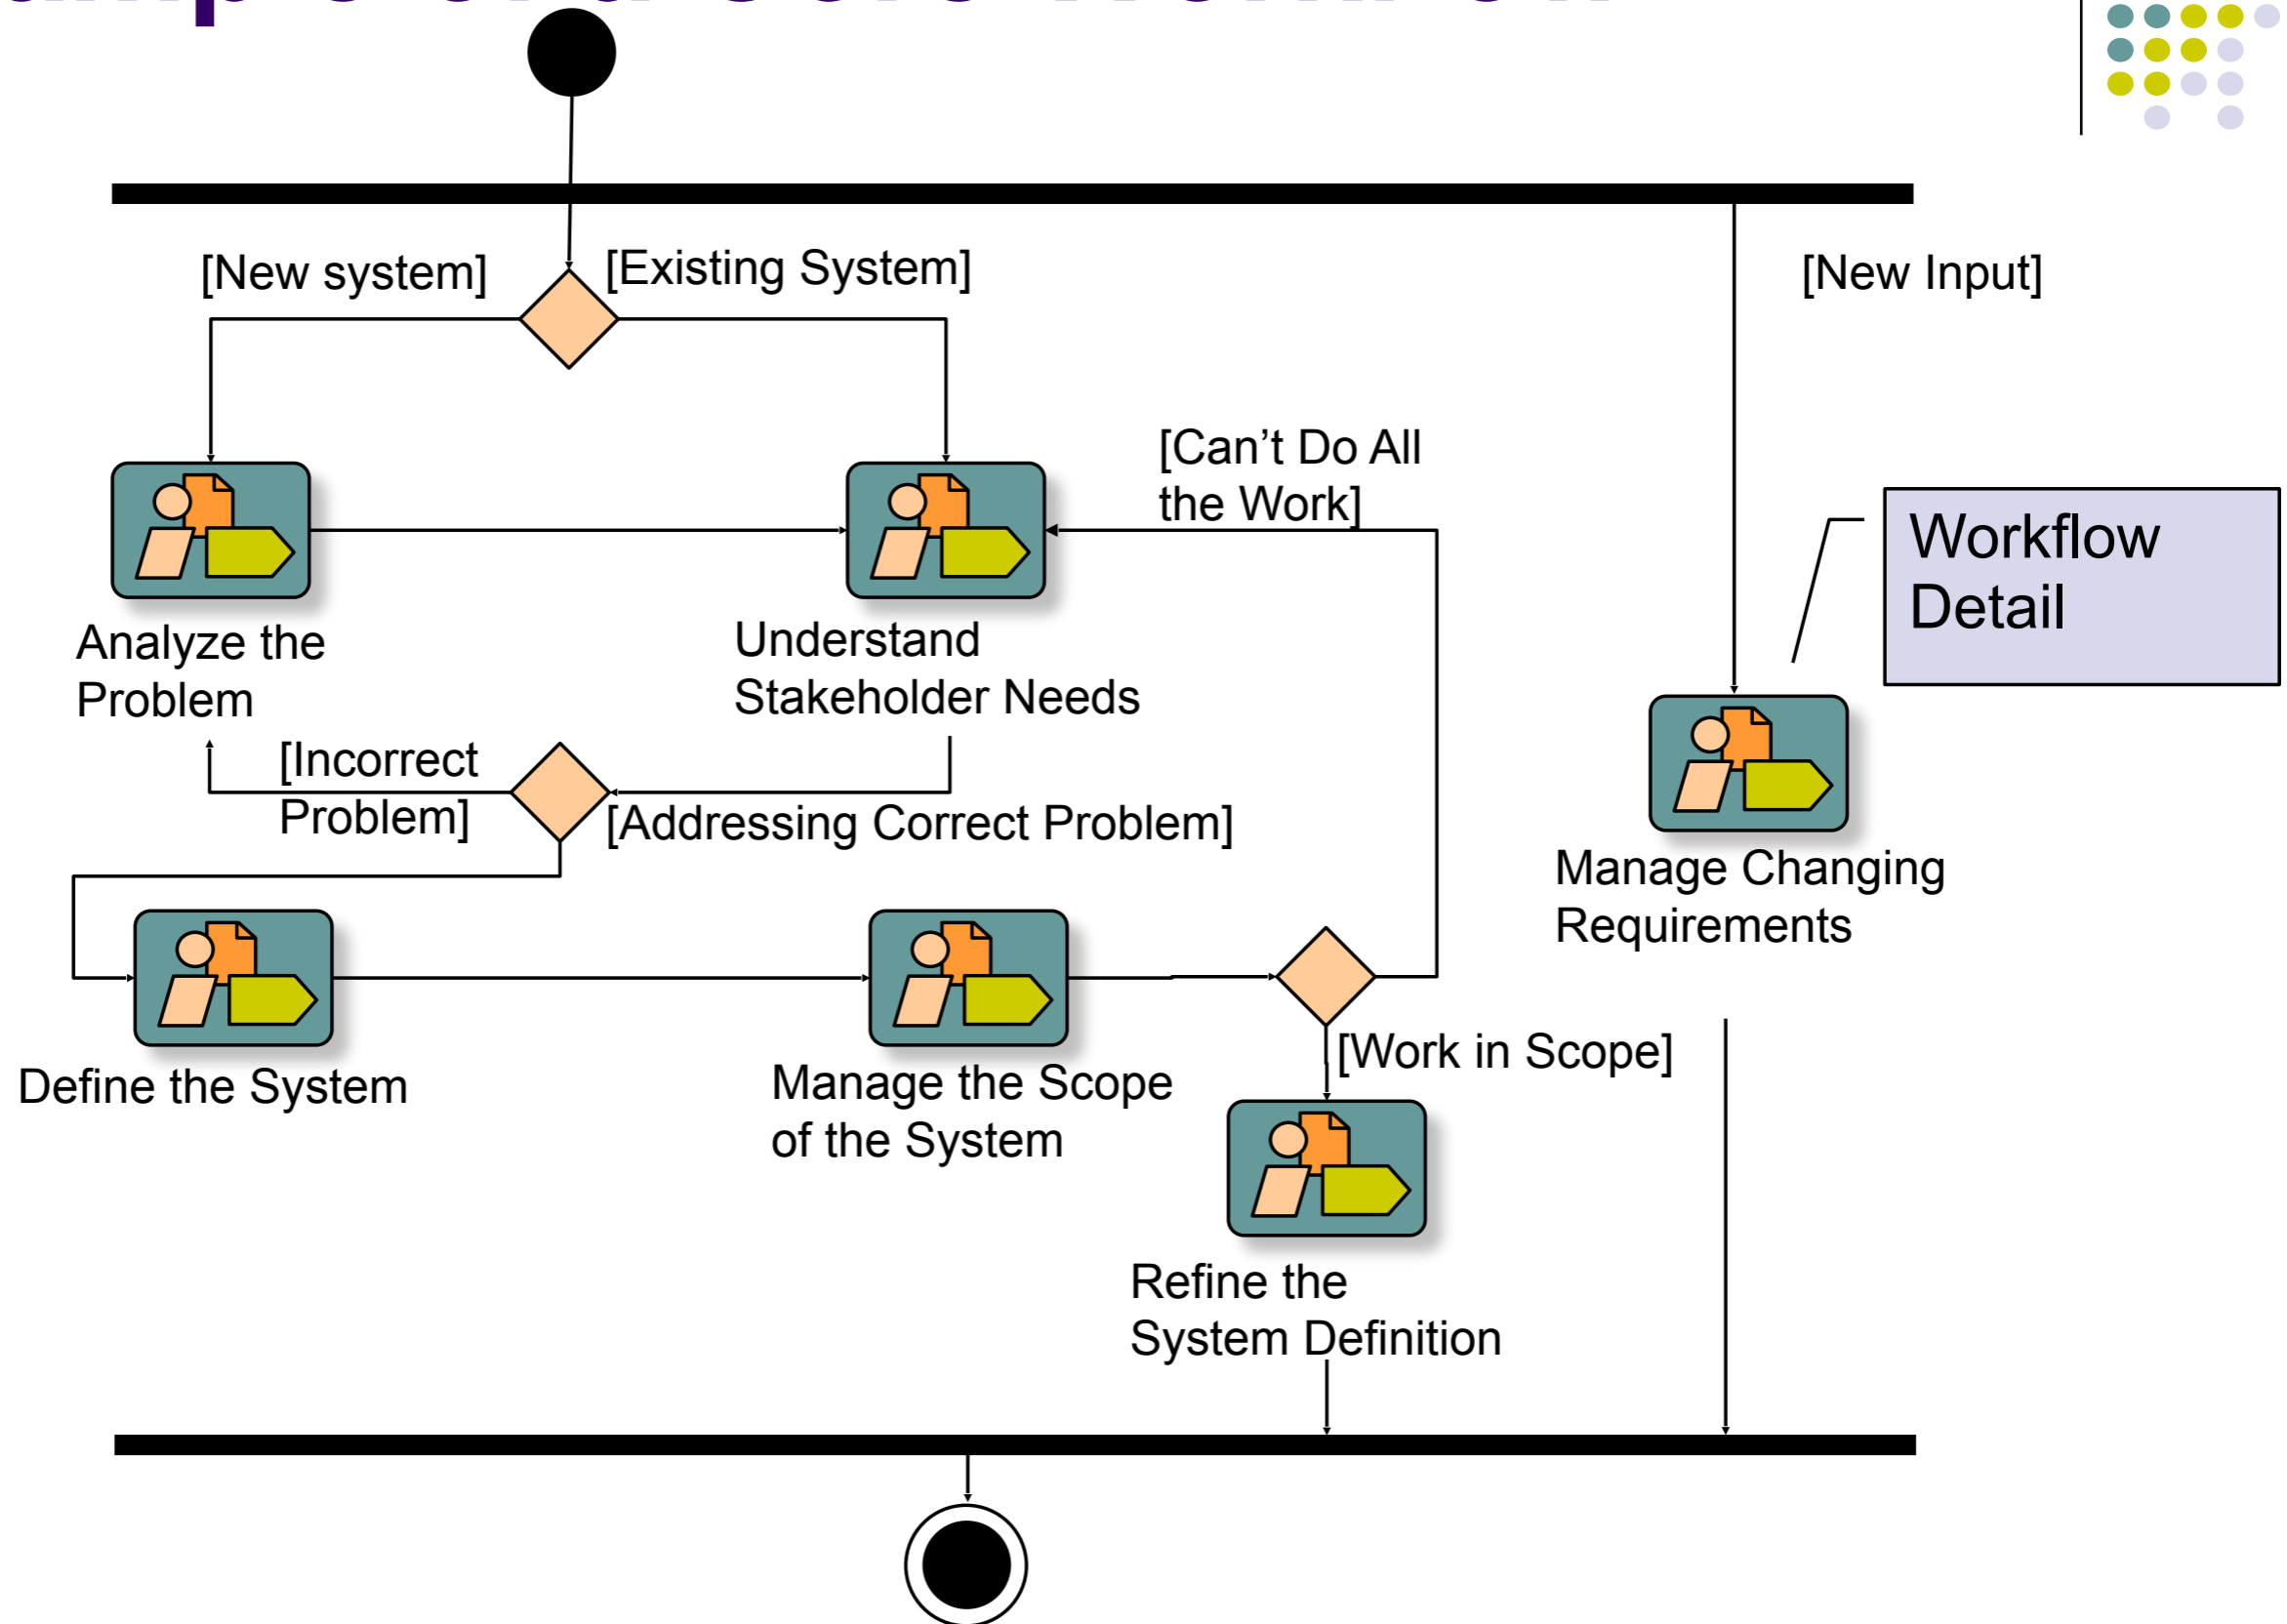 [New system]
[Existing System]
[New Input]
[Can't Do All
the Work]
Workflow
Detail
Analyze the
Problem
Understand
Stakeholder Needs
[Incorrect
Problem]
[Addressing Correct Problem]
Manage Changing
Requirements
Define the System
Manage the Scope
of the System
[Work in Scope]
Refine the
System Definition